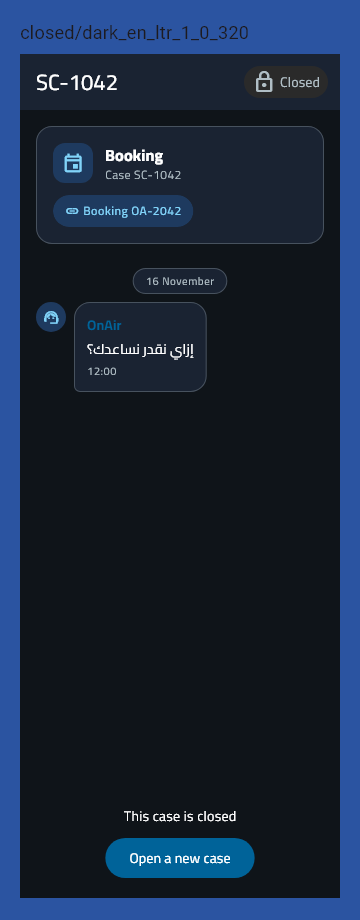 closed/dark_en_ltr_1_0_320
SC-1042
Closed
Booking
Case SC-1042
Booking OA-2042
16 November
OnAir
إزاي نقدر نساعدك؟
12:00
This case is closed
Open a new case